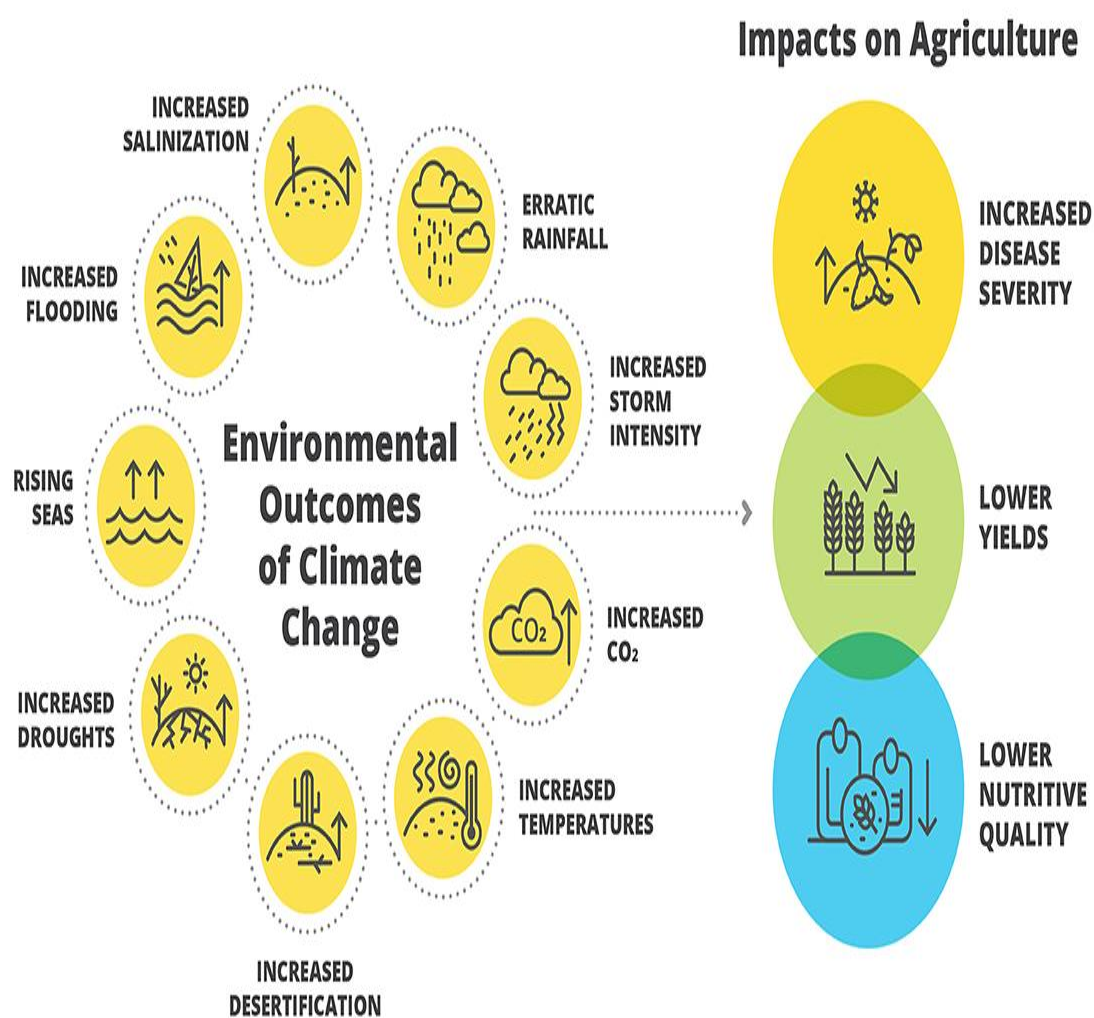 Impacts on Agriculture
INCREASED
SALINIZATION
ERRATIC
RAINFALL
INCREASED
FLOODING
INCREASED
STORM
INTENSITY
RISING
SEAS
Environmental
Outcomes
of Climate
Change
CO₂
INCREASED
CO₂
INCREASED
DROUGHTS
INCREASED
TEMPERATURES
INCREASED
DESERTIFICATION
INCREASED
DISEASE
SEVERITY
LOWER
YIELDS
LOWER
NUTRITIVE
QUALITY